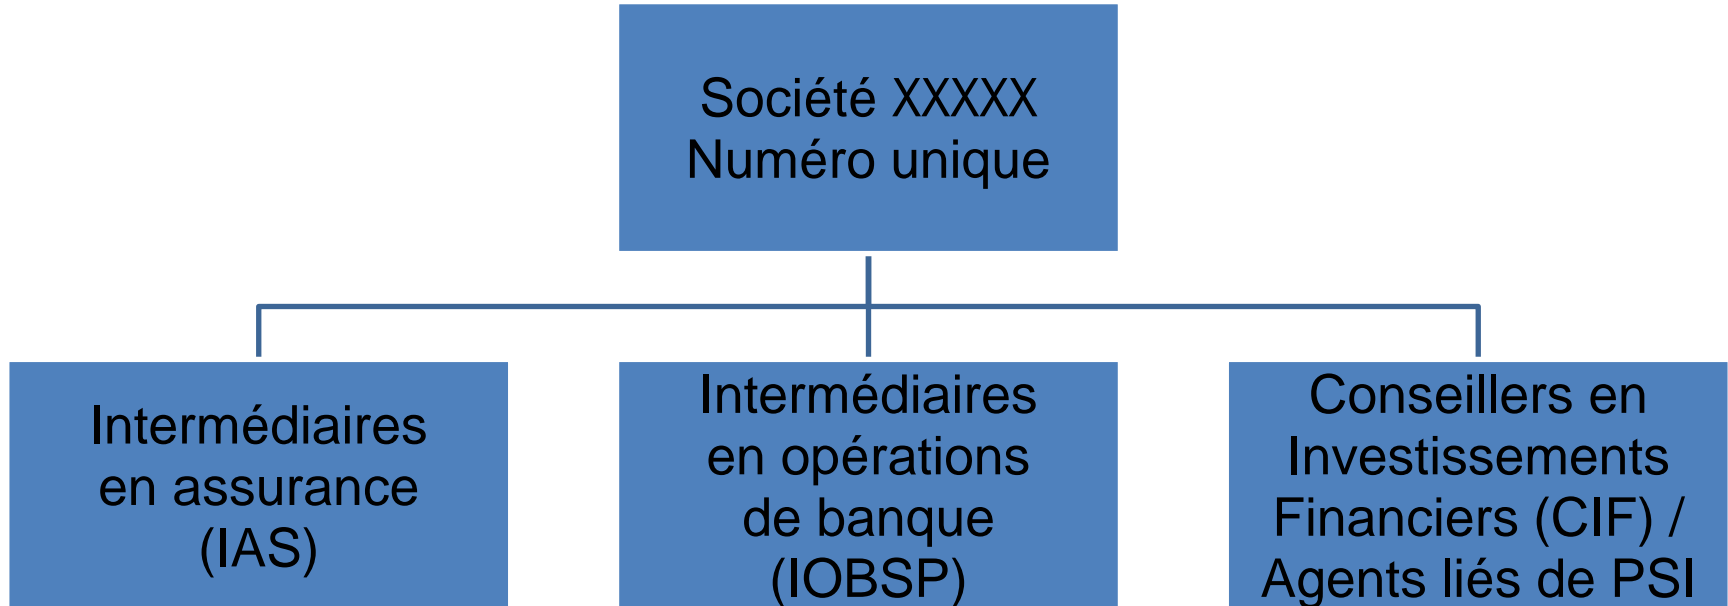 Société XXXXX
Numéro unique
Intermédiaires
en assurance
(IAS)
Intermédiaires
en opérations
de banque
(IOBSP)
Conseillers en
Investissements
Financiers (CIF) /
Agents liés de PSI